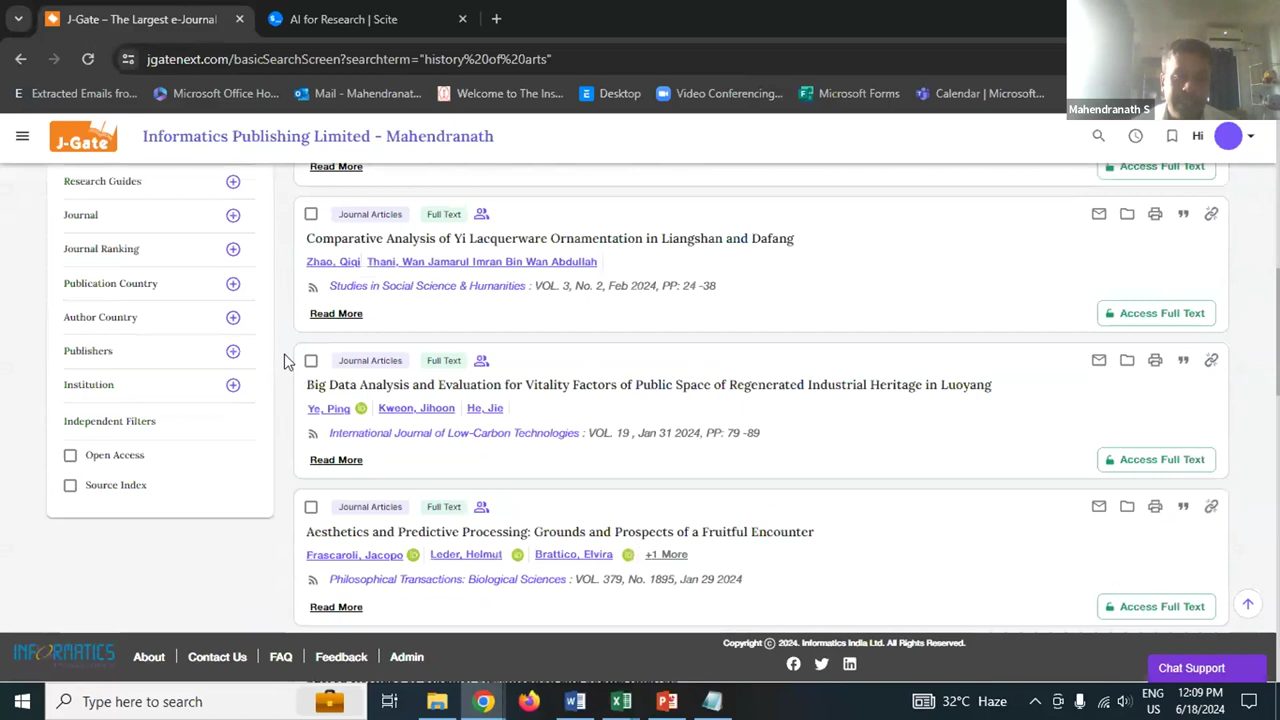 J-Gate – The Largest e-Journal
AI for Research | Scite
jgatenext.com/basicSearchScreen?searchterm="history%20of%20arts"
Extracted Emails from...
Microsoft Office Ho...
Mail - Mahendranat...
Welcome to The Ins...
Desktop
Video Conferencing...
Microsoft Forms
Calendar | Microsoft...
Mahendranath S
J-Gate
Informatics Publishing Limited - Mahendranath
Hi
Research Guides
Journal
Journal Ranking
Publication Country
Author Country
Publishers
Institution
Independent Filters
Open Access
Source Index
Read More
Access Full Text
Journal Articles Full Text
Comparative Analysis of Yi Lacquerware Ornamentation in Liangshan and Dafang
Zhao, Qiqi Thani, Wan Jamarul Imran Bin Wan Abdullah
Studies in Social Science & Humanities : VOL. 3, No. 2, Feb 2024, PP: 24 -38
Read More
Access Full Text
Journal Articles Full Text
Big Data Analysis and Evaluation for Vitality Factors of Public Space of Regenerated Industrial Heritage in Luoyang
Ye, Ping Kweon, Jihoon He, Jie
International Journal of Low-Carbon Technologies : VOL. 19 , Jan 31 2024, PP: 79 -89
Read More
Access Full Text
Journal Articles Full Text
Aesthetics and Predictive Processing: Grounds and Prospects of a Fruitful Encounter
Frascaroli, Jacopo Leder, Helmut Brattico, Elvira +1 More
Philosophical Transactions: Biological Sciences : VOL. 379, No. 1895, Jan 29 2024
Read More
Access Full Text
INFORMATICS
About
Contact Us
FAQ
Feedback
Admin
Copyright © 2024. Informatics India Ltd. All Rights Reserved.
Chat Support
Type here to search
32°C Haze
ENG
US
12:09 PM
6/18/2024